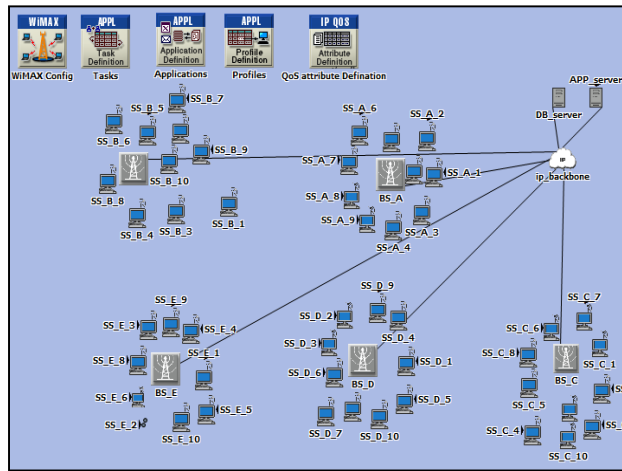 WiMAX
APPL
APPL
APPL
IP QOS
Task Definition
Application Definition
Profile Definition
Attribute Definition
WiMAX Config
Tasks
Applications
Profiles
QoS attribute Defination
APP_server
DB_server
SS_B_7
SS_B_5
SS_B_6
SS_A_6
SS_A_2
SS_B_9
SS_A_7
IP
ip_backbone
SS_B_10
SS_A_1
SS_B_8
SS_A_8
BS_A
SS_B_4
SS_B_3
SS_B_1
SS_A_9
SS_A_3
SS_A_4
SS_E_9
SS_D_9
SS_C_7
SS_E_3
SS_E_4
SS_D_2
SS_C_6
SS_D_4
SS_D_3
SS_E_1
SS_C_8
SS_C_1
SS_E_8
SS_D_1
SS_D_6
BS_E
BS_D
BS_C
SS_E_6
SS_D_5
SS_C_5
SS_E_5
SS_E_2
SS_D_7
SS_C_4
SS_E_10
SS_D_10
SS_C_10